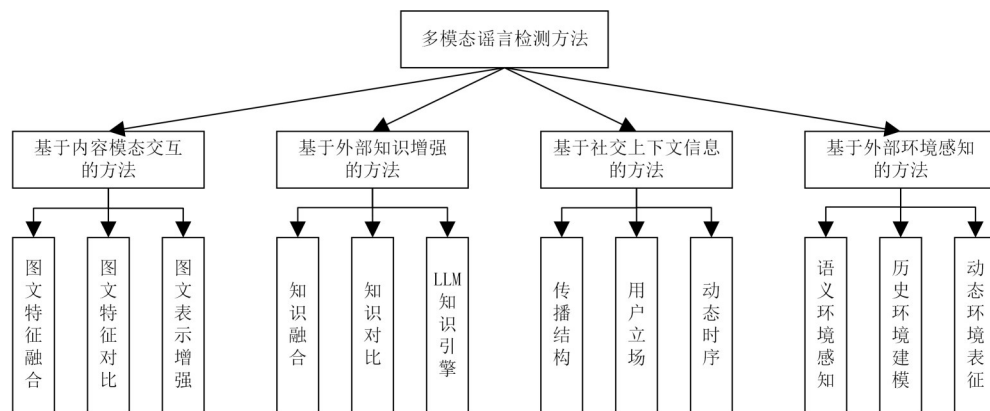 多模态谣言检测方法
基于内容模态交互
的方法
基于外部知识增强
的方法
基于社交上下文信息
的方法
基于外部环境感知
的方法
图文特征融合
图文特征对比
图文表示增强
知识融合
知识对比
LLM知识引擎
传播结构
用户立场
动态时序
语义环境感知
历史环境建模
动态环境表征